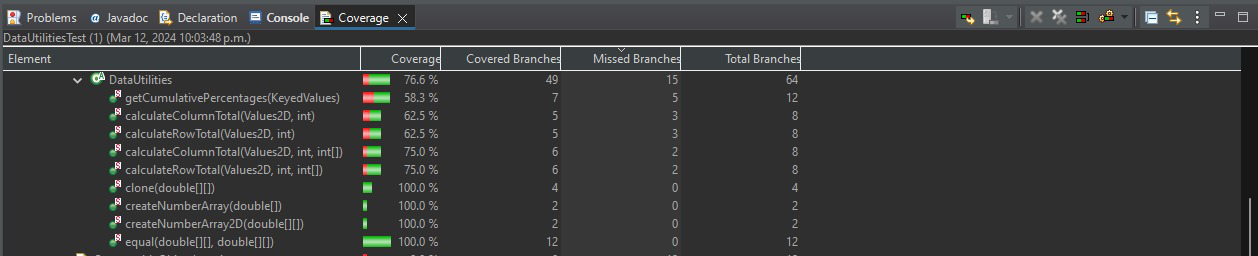 Problems Javadoc Declaration Console Coverage
DataUtilitiesTest (1) (Mar 12, 2024 10:03:48 p.m.)
Element Coverage Covered Branches Missed Branches Total Branches
DataUtilities 76.6 % 49 15 64
getCumulativePercentages(KeyedValues) 58.3 % 7 5 12
calculateColumnTotal(Values2D, int) 62.5 % 5 3 8
calculateRowTotal(Values2D, int) 62.5 % 5 3 8
calculateColumnTotal(Values2D, int, int[]) 75.0 % 6 2 8
calculateRowTotal(Values2D, int, int[]) 75.0 % 6 2 8
clone(double[][]) 100.0 % 4 0 4
createNumberArray(double[]) 100.0 % 2 0 2
createNumberArray2D(double[][]) 100.0 % 2 0 2
equal(double[][], double[][]) 100.0 % 12 0 12